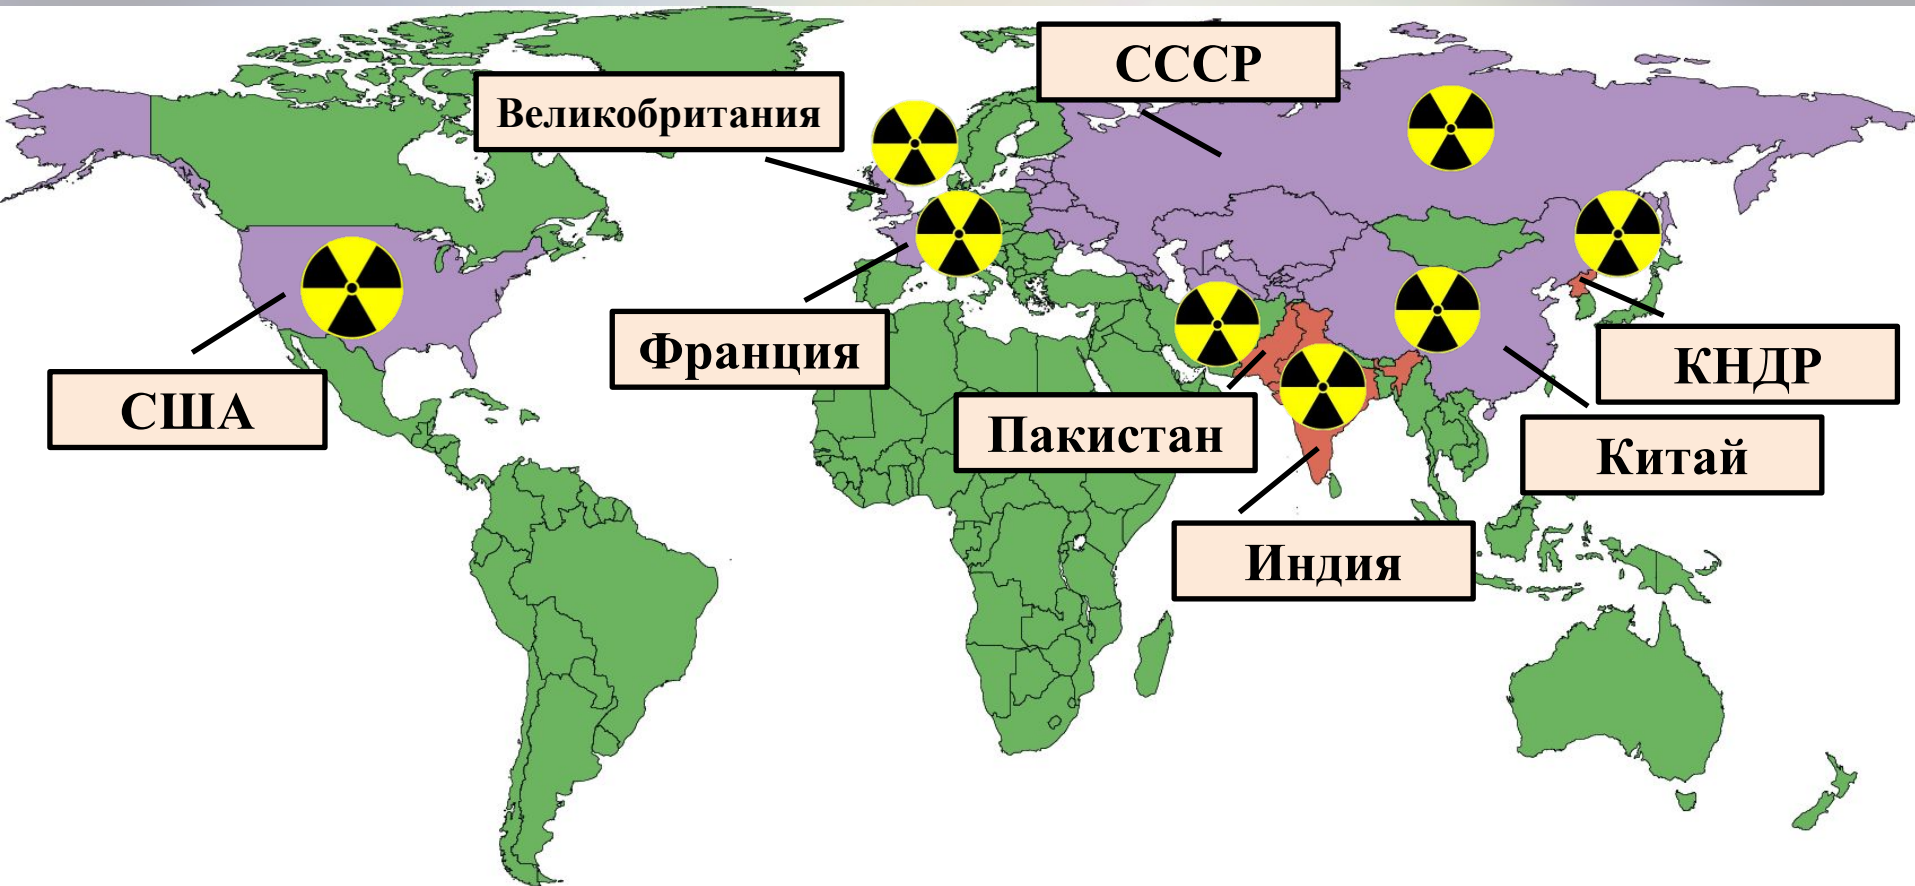 СССР
Великобритания
Франция
США
КНДР
Пакистан
Китай
Индия